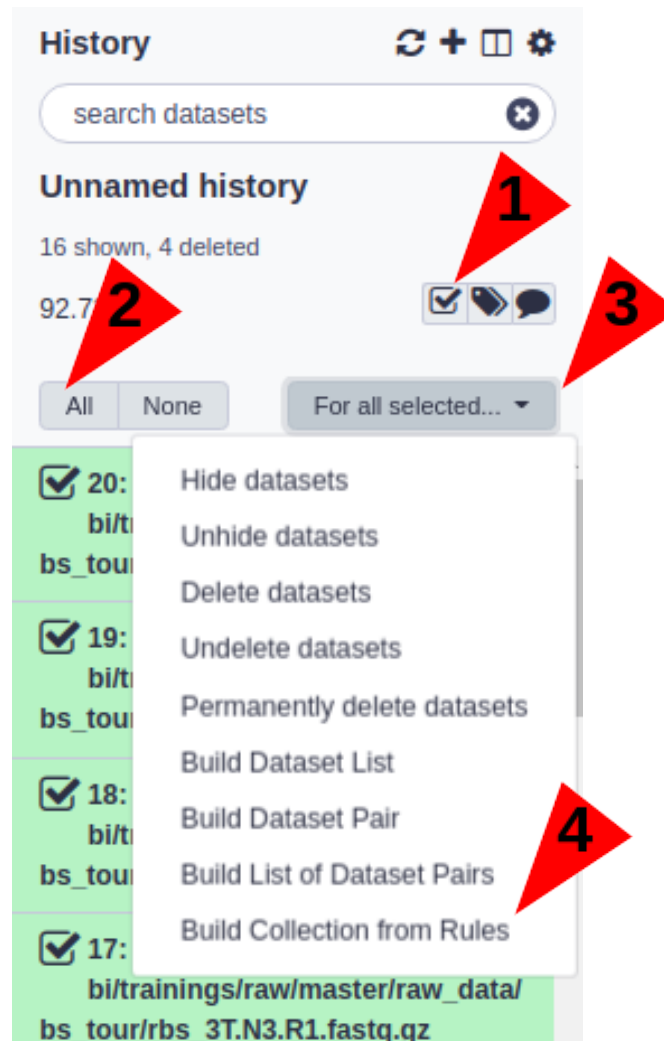 History
search datasets
Unnamed history
1
16 shown, 4 deleted
92.7
2
3
All
None
For all selected...
20:
Hide datasets
Unhide datasets
bs_tour
Delete datasets
19:
Undelete datasets
bs_tour
Permanently delete datasets
Build Dataset List
18:
Build Dataset Pair
4
bs_tour
Build List of Dataset Pairs
Build Collection from Rules
17:
bi/trainings/raw/master/raw_data/
bs_tour/rbs_3T.N3.R1.fastq.gz